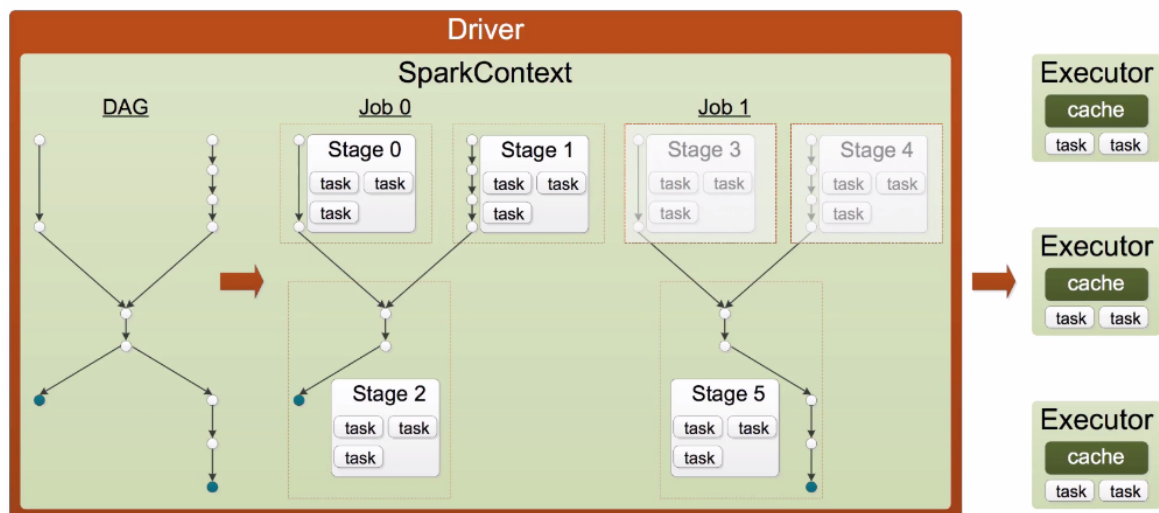 Driver
SparkContext
DAG
Job 0
Job 1
Stage 0
task task
task
Stage 1
task task
task
Stage 3
task task
task
Stage 4
task task
task
Stage 2
task task
task
Stage 5
task task
task
Executor
cache
task task
Executor
cache
task task
Executor
cache
task task